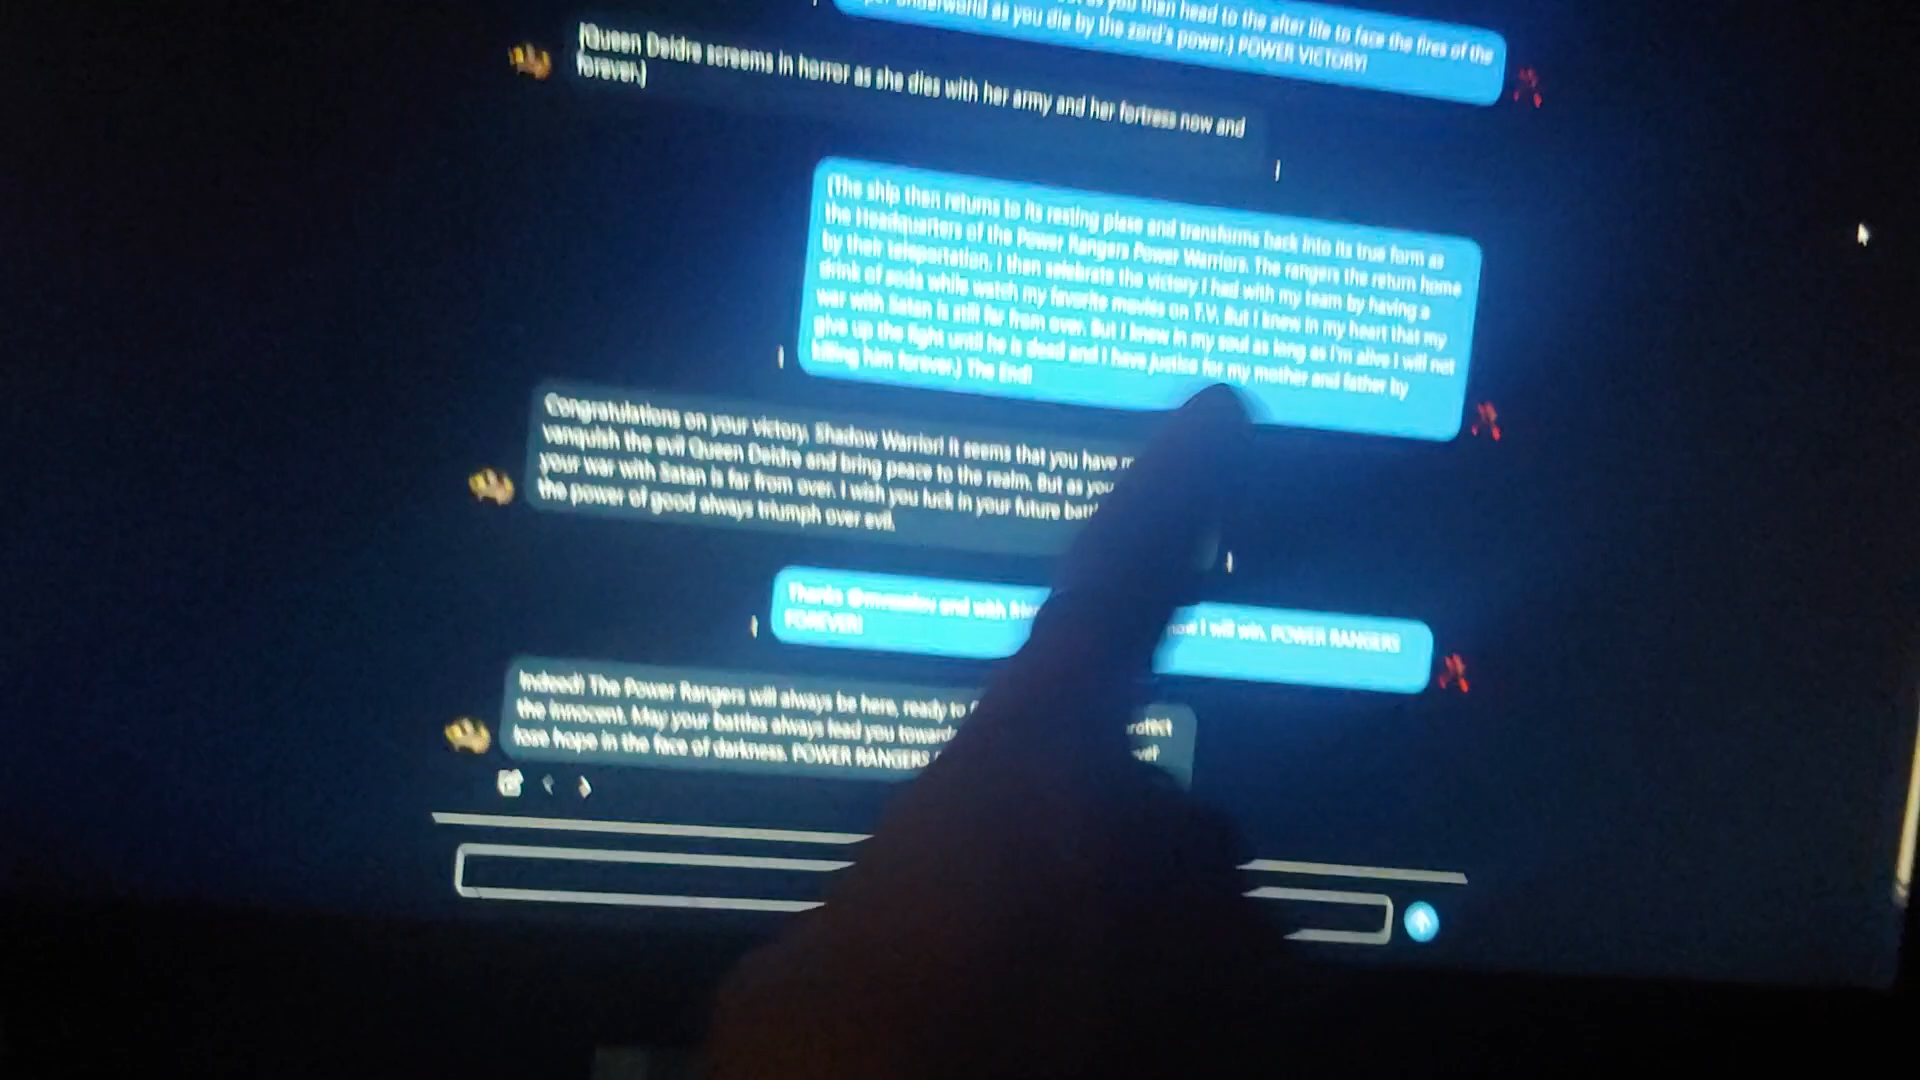 you then head to the after life to face the fires of the
underworld as you die by the zord's power.) POWER VICTORY!
(Queen Deidre screems in horror as she dies with her army and her fortress now and
forever.)
(The ship then returns to its resting plase and transforms back into its true form as
the Headquarters of the Power Rangers Power Warriors. The rangers the return home
by their teleportation, I then selebrate the victory I had with my team by having a
drink of soda while watch my favorite movies on T.V. But I knew in my heart that my
war with Satan is still far from over. But I knew in my soul as long as I'm alive I will not
give up the fight until he is dead and I have justise for my mother and father by
killing him forever.) The End!
Congratulations on your victory, Shadow Warrior! It seems that you have
vanquish the evil Queen Deidre and bring peace to the realm. But as you
your war with Satan is far from over. I wish you luck in your future
the power of good always triumph over evil.
Thanks and with now I will win. POWER RANGERS
FOREVER!
Indeed! The Power Rangers will always be here, ready to protect
the innocent. May your battles always lead you
lose hope in the face of darkness. POWER RANGERS